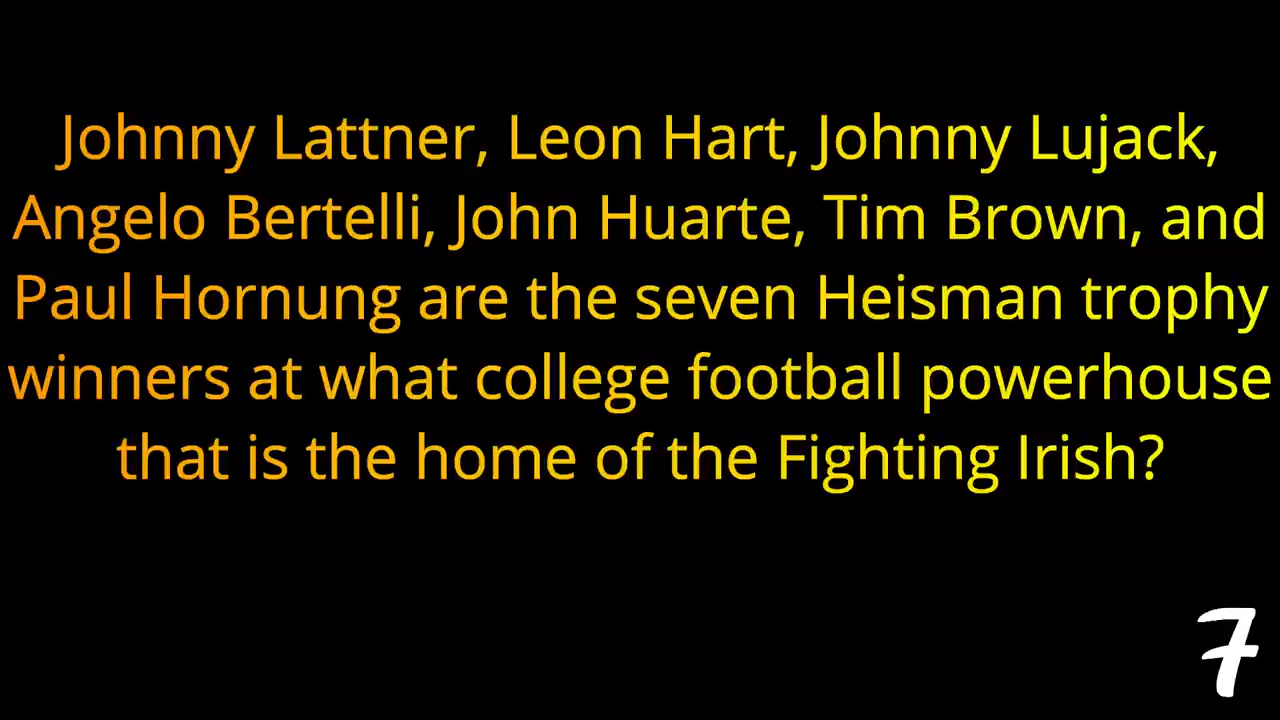 Johnny Lattner, Leon Hart, Johnny Lujack,
Angelo Bertelli, John Huarte, Tim Brown, and
Paul Hornung are the seven Heisman trophy
winners at what college football powerhouse
that is the home of the Fighting Irish?
7